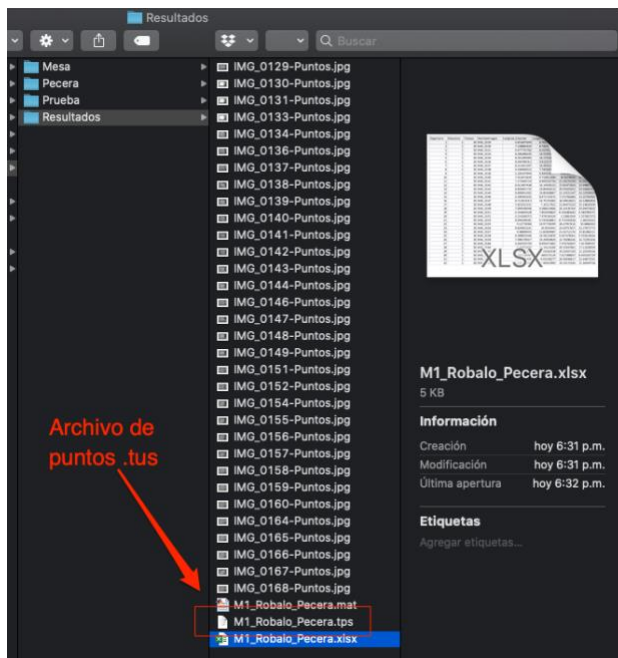 Resultados
Buscar
Mesa
Pecera
Prueba
Resultados
IMG_0129-Puntos.jpg
IMG_0130-Puntos.jpg
IMG_0131-Puntos.jpg
IMG_0133-Puntos.jpg
IMG_0134-Puntos.jpg
IMG_0136-Puntos.jpg
IMG_0137-Puntos.jpg
IMG_0138-Puntos.jpg
IMG_0139-Puntos.jpg
IMG_0140-Puntos.jpg
IMG_0141-Puntos.jpg
IMG_0142-Puntos.jpg
IMG_0143-Puntos.jpg
IMG_0144-Puntos.jpg
IMG_0146-Puntos.jpg
IMG_0147-Puntos.jpg
IMG_0148-Puntos.jpg
IMG_0149-Puntos.jpg
IMG_0151-Puntos.jpg
IMG_0152-Puntos.jpg
IMG_0154-Puntos.jpg
IMG_0155-Puntos.jpg
IMG_0156-Puntos.jpg
IMG_0157-Puntos.jpg
IMG_0158-Puntos.jpg
IMG_0159-Puntos.jpg
IMG_0160-Puntos.jpg
IMG_0164-Puntos.jpg
IMG_0165-Puntos.jpg
IMG_0166-Puntos.jpg
IMG_0167-Puntos.jpg
IMG_0168-Puntos.jpg
M1_Robalo_Pecera.mat
M1_Robalo_Pecera.tps
M1_Robalo_Pecera.xlsx
Archivo de
puntos .tus
XLSX
M1_Robalo_Pecera.xlsx
5 KB
Información
Creación hoy 6:31 p.m.
Modificación hoy 6:31 p.m.
Última apertura hoy 6:32 p.m.
Etiquetas
Agregar etiquetas...